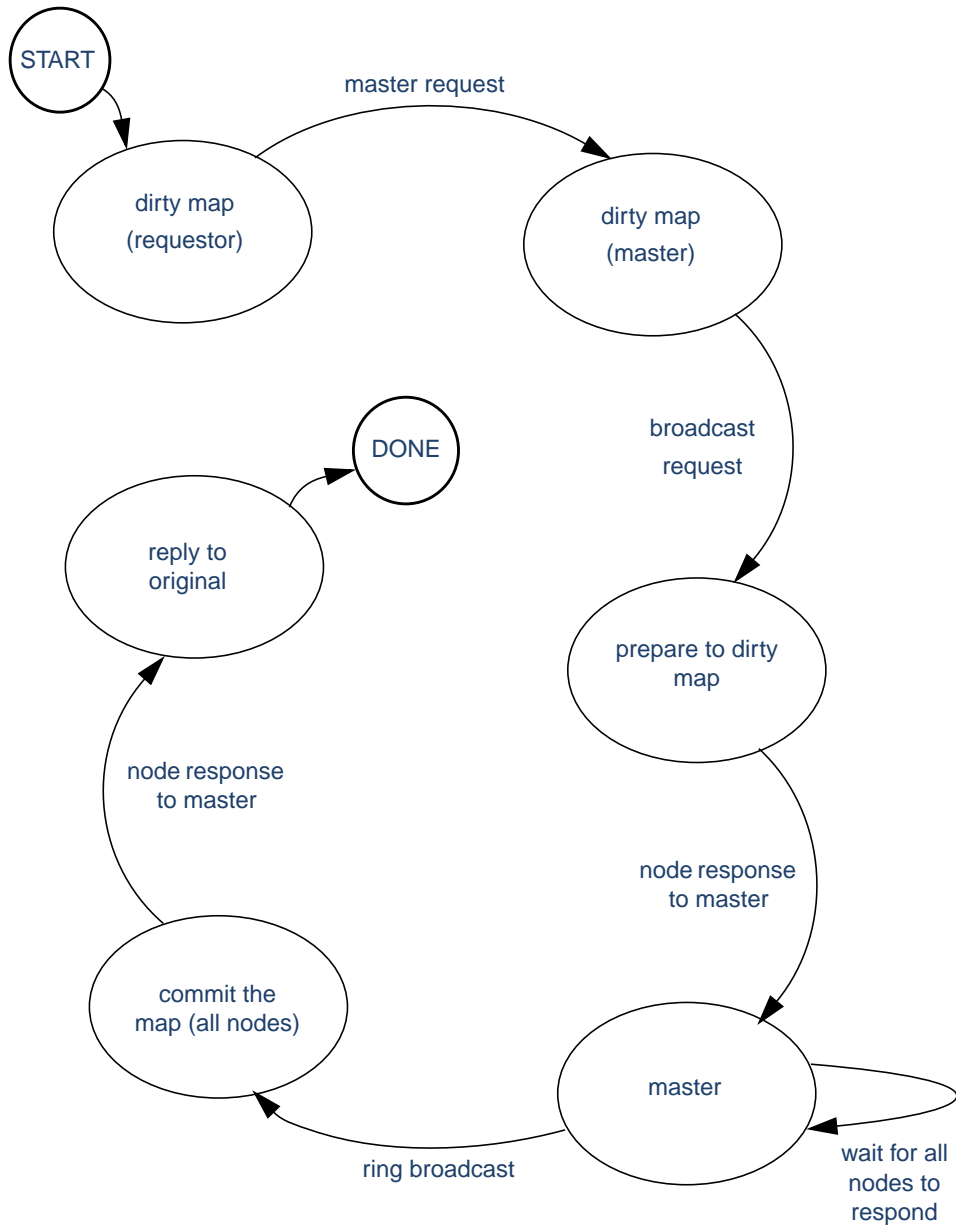 START
master request
dirty map
(requestor)
dirty map
(master)
broadcast
request
DONE
reply to
original
prepare to dirty
map
node response
to master
node response
to master
commit the
map (all nodes)
master
wait for all
nodes to
respond
ring broadcast